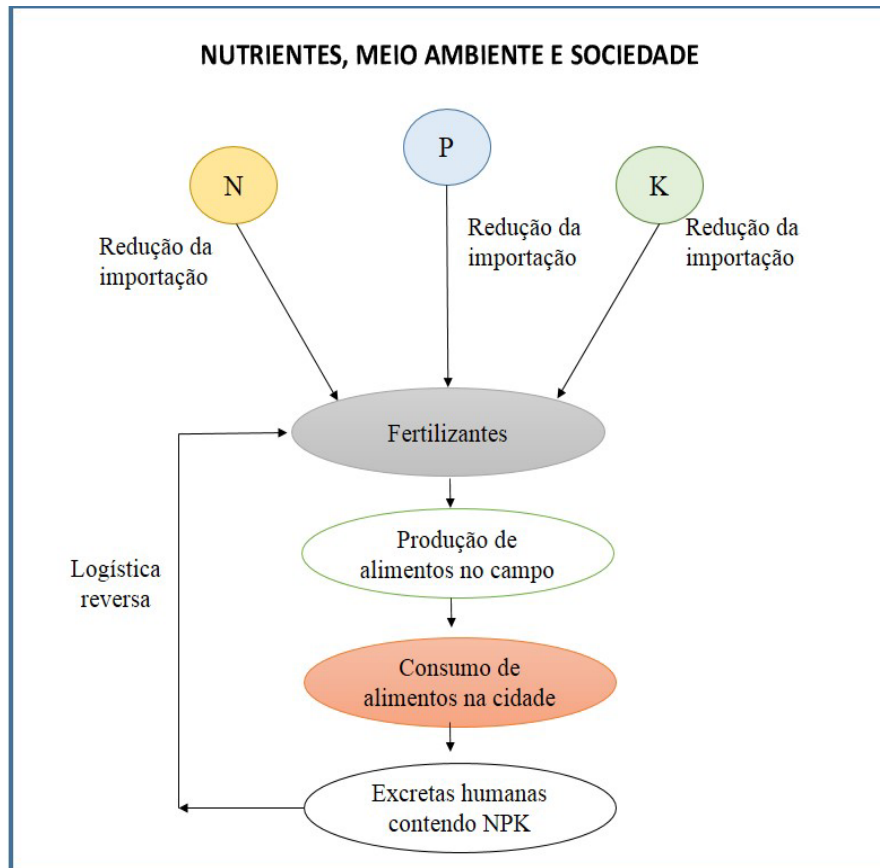 NUTRIENTES, MEIO AMBIENTE E SOCIEDADE
N
P
K
Redução da
importação
Redução da
importação
Redução da
importação
Fertilizantes
Produção de
alimentos no campo
Logística
reversa
Consumo de
alimentos na cidade
Excretas humanas
contendo NPK